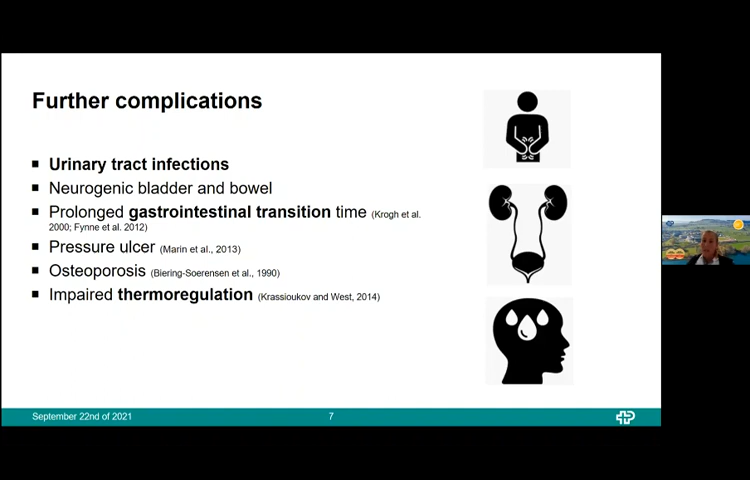 Further complications
Urinary tract infections
Neurogenic bladder and bowel
Prolonged gastrointestinal transition time (Krogh et al.
2000; Fynne et al. 2012)
Pressure ulcer (Marin et al., 2013)
Osteoporosis (Biering-Soerensen et al., 1990)
Impaired thermoregulation (Krassioukov and West, 2014)
September 22nd of 2021
7